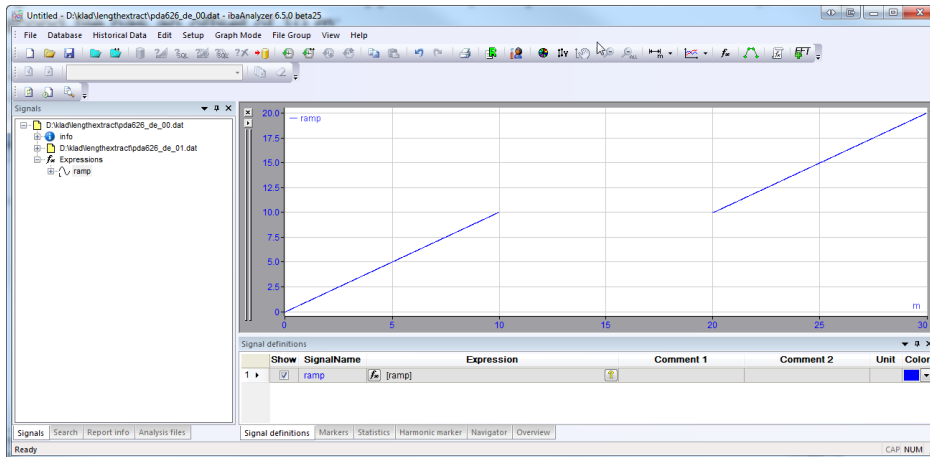 Untitled - D:\klad\lengthextract\pda626_de_00.dat - ibaAnalyzer 6.5.0 beta25
File Database Historical Data Edit Setup Graph Mode File Group View Help
Signals
D:\klad\lengthextract\pda626_de_00.dat
info
D:\klad\lengthextract\pda626_de_01.dat
Expressions
ramp
20.0
ramp
17.5
15.0
12.5
10.0
7.5
5.0
2.5
0
m
0 5 10 15 20 25 30
Signal definitions
Show SignalName Expression Comment 1 Comment 2 Unit Color
1 ramp fx [ramp]
Signals Search Report info Analysis files
Signal definitions Markers Statistics Harmonic marker Navigator Overview
Ready CAP NUM